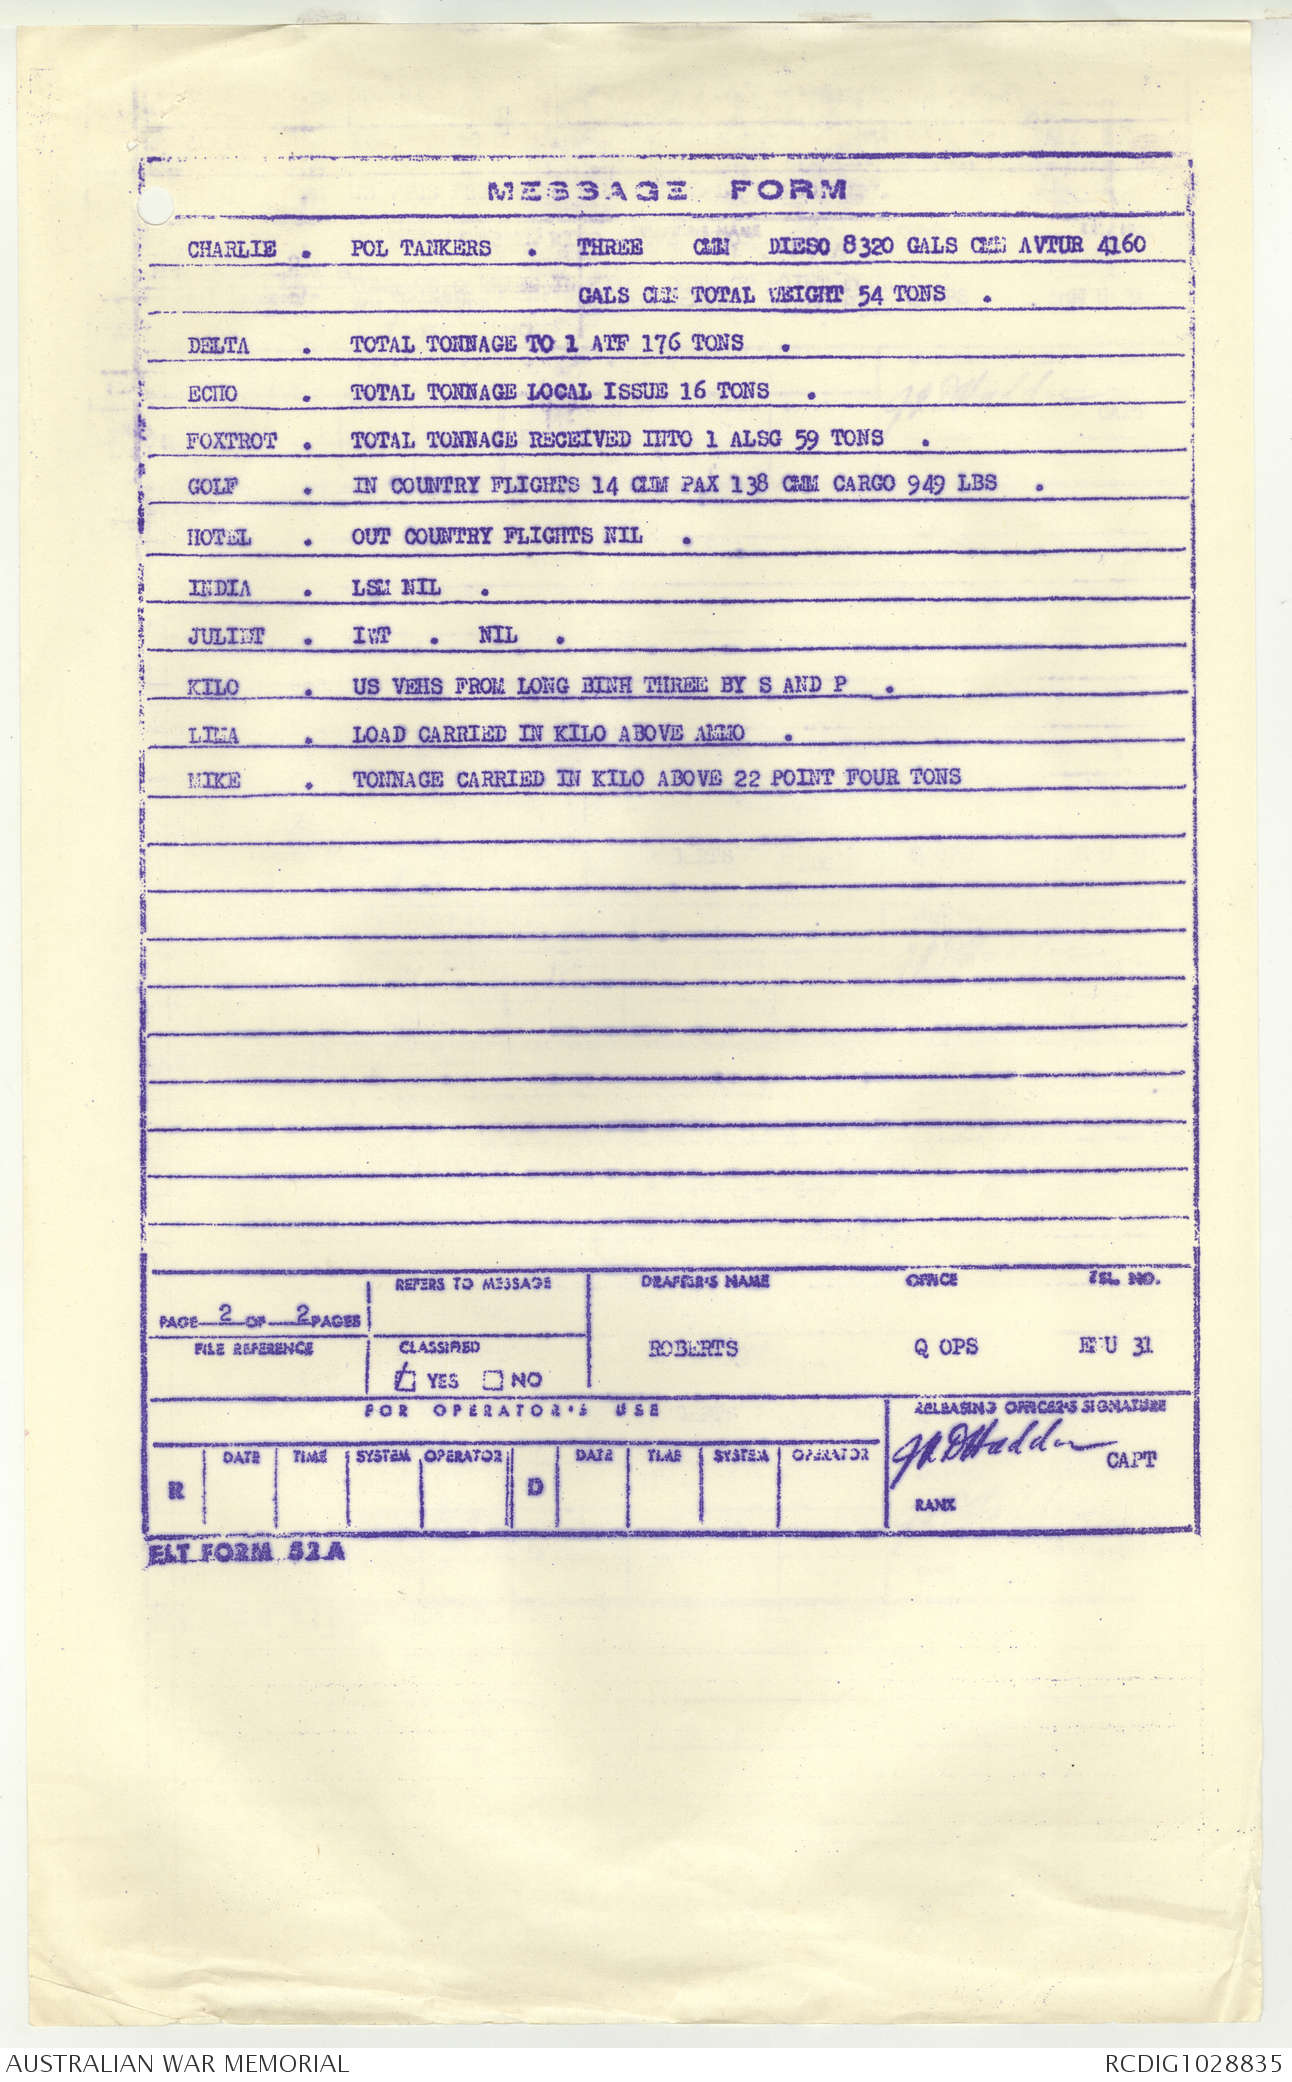 MESSAGE FORM
CHARLIE . POL TANKERS . THREE CMM DIESO 8320 GALS CMM AVTUR 4160
GALS CMM TOTAL WEIGHT 54 TONS .
DELTA . TOTAL TONNAGE TO 1 ATF 176 TONS .
ECHO . TOTAL TONNAGE LOCAL ISSUE 16 TONS .
FOXTROT . TOTAL TONNAGE RECEIVED INTO 1 ALSG 59 TONS .
GOLF . IN COUNTRY FLIGHTS 14 CMM PAX 138 CMM CARGO 949 LBS .
HOTEL . OUT COUNTRY FLIGHTS NIL .
INDIA . LSM NIL .
JULIET . IWT . NIL .
KILO . US VEHS FROM LONG BINH THREE BY S AND P .
LIMA . LOAD CARRIED IN KILO ABOVE AMMO .
MIKE . TONNAGE CARRIED IN KILO ABOVE 22 POINT FOUR TONS
REFERS TO MESSAGE DRAFTER'S NAME OFFICE TEL. NO.
PAGE 2 OF 2 PAGES
FILE REFERENCE CLASSIFIED ROBERTS Q OPS 31
YES NO
FOR OPERATOR'S USE RELEASING OFFICER'S SIGNATURE
DATE TIME SYSTEM OPERATOR DATE TIME SYSTEM OPERATOR
CAPT
R D
RANK
FORM 52A
AUSTRALIAN WAR MEMORIAL RCDIG1028835